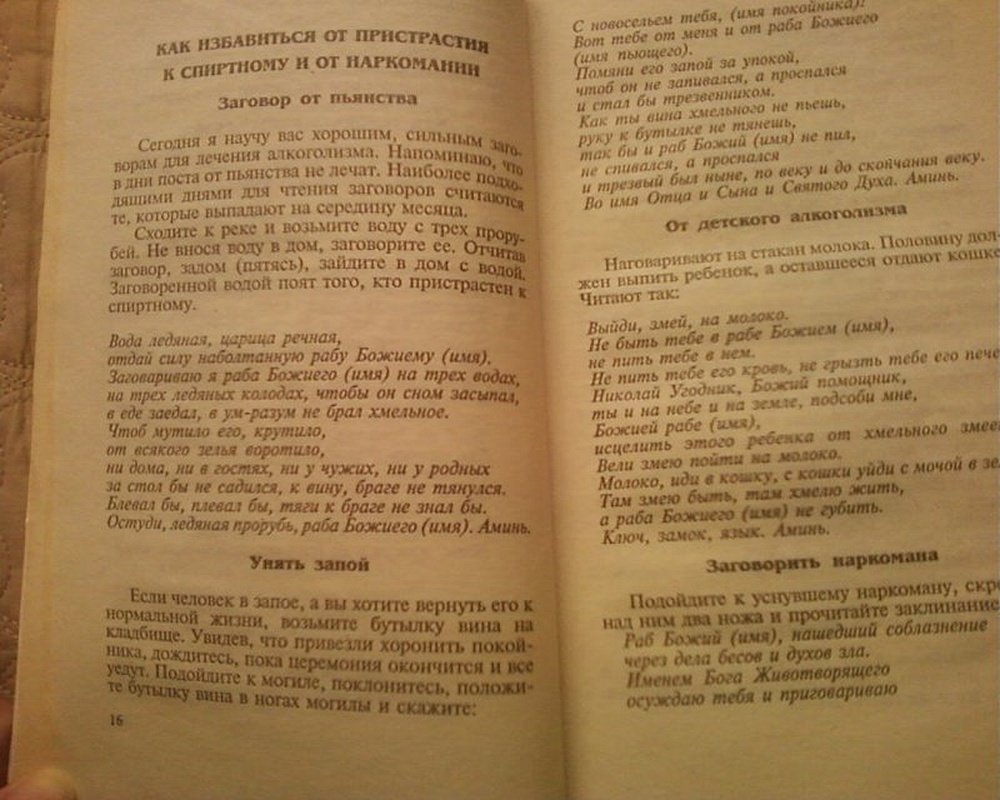 КАК ИЗБАВИТЬСЯ ОТ ПРИСТРАСТИЯ
К СПИРТНОМУ И ОТ НАРКОМАНИИ
Заговор от пьянства
Сегодня я научу вас хорошим, сильным заго-
ворам для лечения алкоголизма. Напоминаю, что
в дни поста от пьянства не лечат. Наиболее подхо-
дящими днями для чтения заговоров считаются
те, которые выпадают на середину месяца.
Сходите к реке и возьмите воду с трех прору-
бей. Не внося воду в дом, заговорите ее. Отчитав
заговор, задом (пятясь), зайдите в дом с водой.
Заговоренной водой поят того, кто пристрастен к
спиртному.
Вода ледяная, царица речная,
отдай силу наболтанную рабу Божиему (имя).
Заговариваю я раба Божиего (имя) на трех водах,
на трех ледяных колодах, чтобы он сном засыпал,
в еде заедал, в ум-разум не брал хмельное.
Чтоб мутило его, крутило,
от всякого зелья воротило,
ни дома, ни в гостях, ни у чужих, ни у родных
за стол бы не садился, к вину, браге не тянулся.
Блевал бы, плевал бы, тяги к браге не знал бы.
Остуди, ледяная прорубь, раба Божиего (имя). Аминь.
Унять запой
Если человек в запое, а вы хотите вернуть его к
нормальной жизни, возьмите бутылку вина на
кладбище. Увидев, что привезли хоронить покой-
ника, дождитесь, пока церемония окончится и все
уедут. Подойдите к могиле, поклонитесь, положи-
те бутылку вина в ногах могилы и скажите:
16
С новосельем тебя, (имя покойника)!
Вот тебе от меня и от раба Божиего
(имя пьющего).
Помяни его запой за упокой,
чтоб он не запивался, а проспался
и стал бы трезвенником.
Как ты вина хмельного не пьешь,
руку к бутылке не тянешь,
так бы и раб Божий (имя) не пил,
не спивался, а проспался
и трезвый был ныне, по веку и до скончания веку.
Во имя Отца и Сына и Святого Духа. Аминь.
От детского алкоголизма
Наговаривают на стакан молока. Половину дол-
жен выпить ребенок, а оставшееся отдают кошке.
Читают так:
Выйди, змей, на молоко.
Не быть тебе в рабе Божием (имя),
не пить тебе в нем.
Не пить тебе его кровь, не грызть тебе его пече
Николай Угодник, Божий помощник,
ты и на небе и на земле, подсоби мне,
Божией рабе (имя),
исцелить этого ребенка от хмельного змее
Вели змею пойти на молоко.
Молоко, иди в кошку, с кошки уйди с мочой в зе
Там змею быть, там хмелю жить,
а раба Божиего (имя) не губить.
Ключ, замок, язык. Аминь.
Заговорить наркомана
Подойдите к уснувшему наркоману, скре
над ним два ножа и прочитайте заклинание
Раб Божий (имя), нашедший соблазнение
через дела бесов и духов зла.
Именем Бога Животворящего
осуждаю тебя и приговариваю